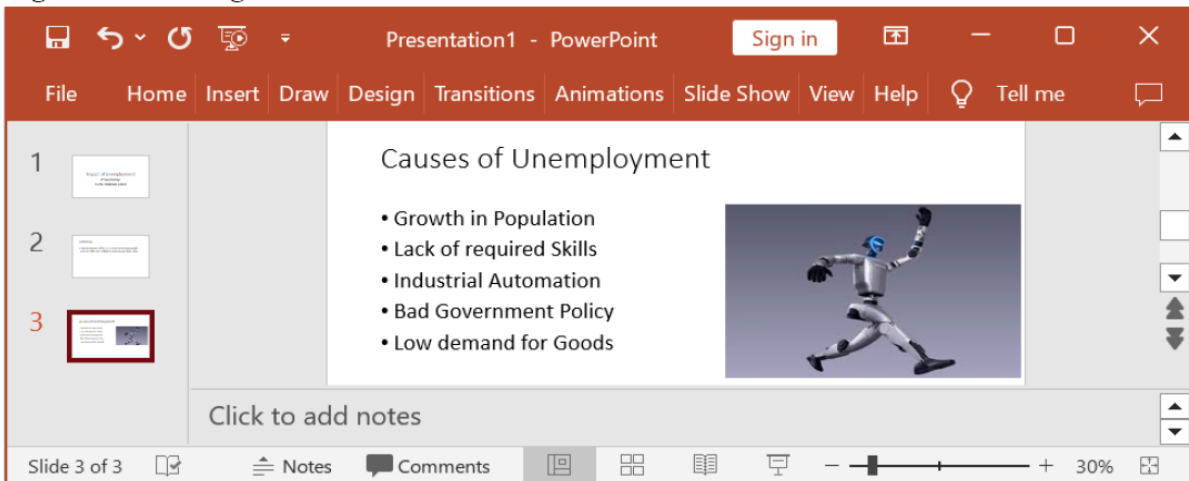 Presentation1 - PowerPoint Sign in
File Home Insert Draw Design Transitions Animations Slide Show View Help Tell me
1
2
3
Causes of Unemployment
• Growth in Population
• Lack of required Skills
• Industrial Automation
• Bad Government Policy
• Low demand for Goods
Click to add notes
Slide 3 of 3 Notes Comments 30%